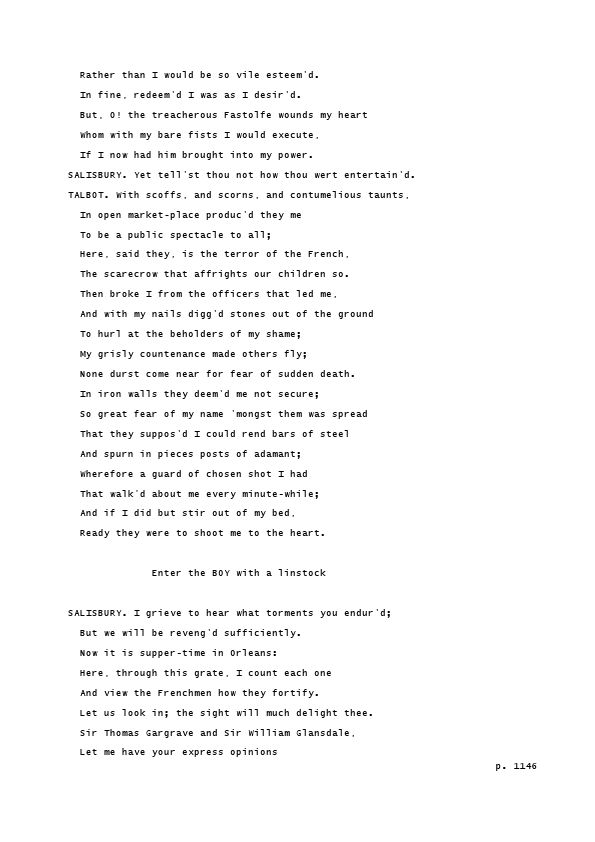 Rather than I would be so vile esteem'd.
In fine, redeem'd I was as I desir'd.
But, O! the treacherous Fastolfe wounds my heart
Whom with my bare fists I would execute,
If I now had him brought into my power.
SALISBURY. Yet tell'st thou not how thou wert entertain'd.
TALBOT. With scoffs, and scorns, and contumelious taunts,
In open market-place produc'd they me
To be a public spectacle to all;
Here, said they, is the terror of the French,
The scarecrow that affrights our children so.
Then broke I from the officers that led me,
And with my nails digg'd stones out of the ground
To hurl at the beholders of my shame;
My grisly countenance made others fly;
None durst come near for fear of sudden death.
In iron walls they deem'd me not secure;
So great fear of my name 'mongst them was spread
That they suppos'd I could rend bars of steel
And spurn in pieces posts of adamant;
Wherefore a guard of chosen shot I had
That walk'd about me every minute-while;
And if I did but stir out of my bed,
Ready they were to shoot me to the heart.
Enter the BOY with a linstock
SALISBURY. I grieve to hear what torments you endur'd;
But we will be reveng'd sufficiently.
Now it is supper-time in Orleans:
Here, through this grate, I count each one
And view the Frenchmen how they fortify.
Let us look in; the sight will much delight thee.
Sir Thomas Gargrave and Sir William Glansdale,
Let me have your express opinions
p. 1146